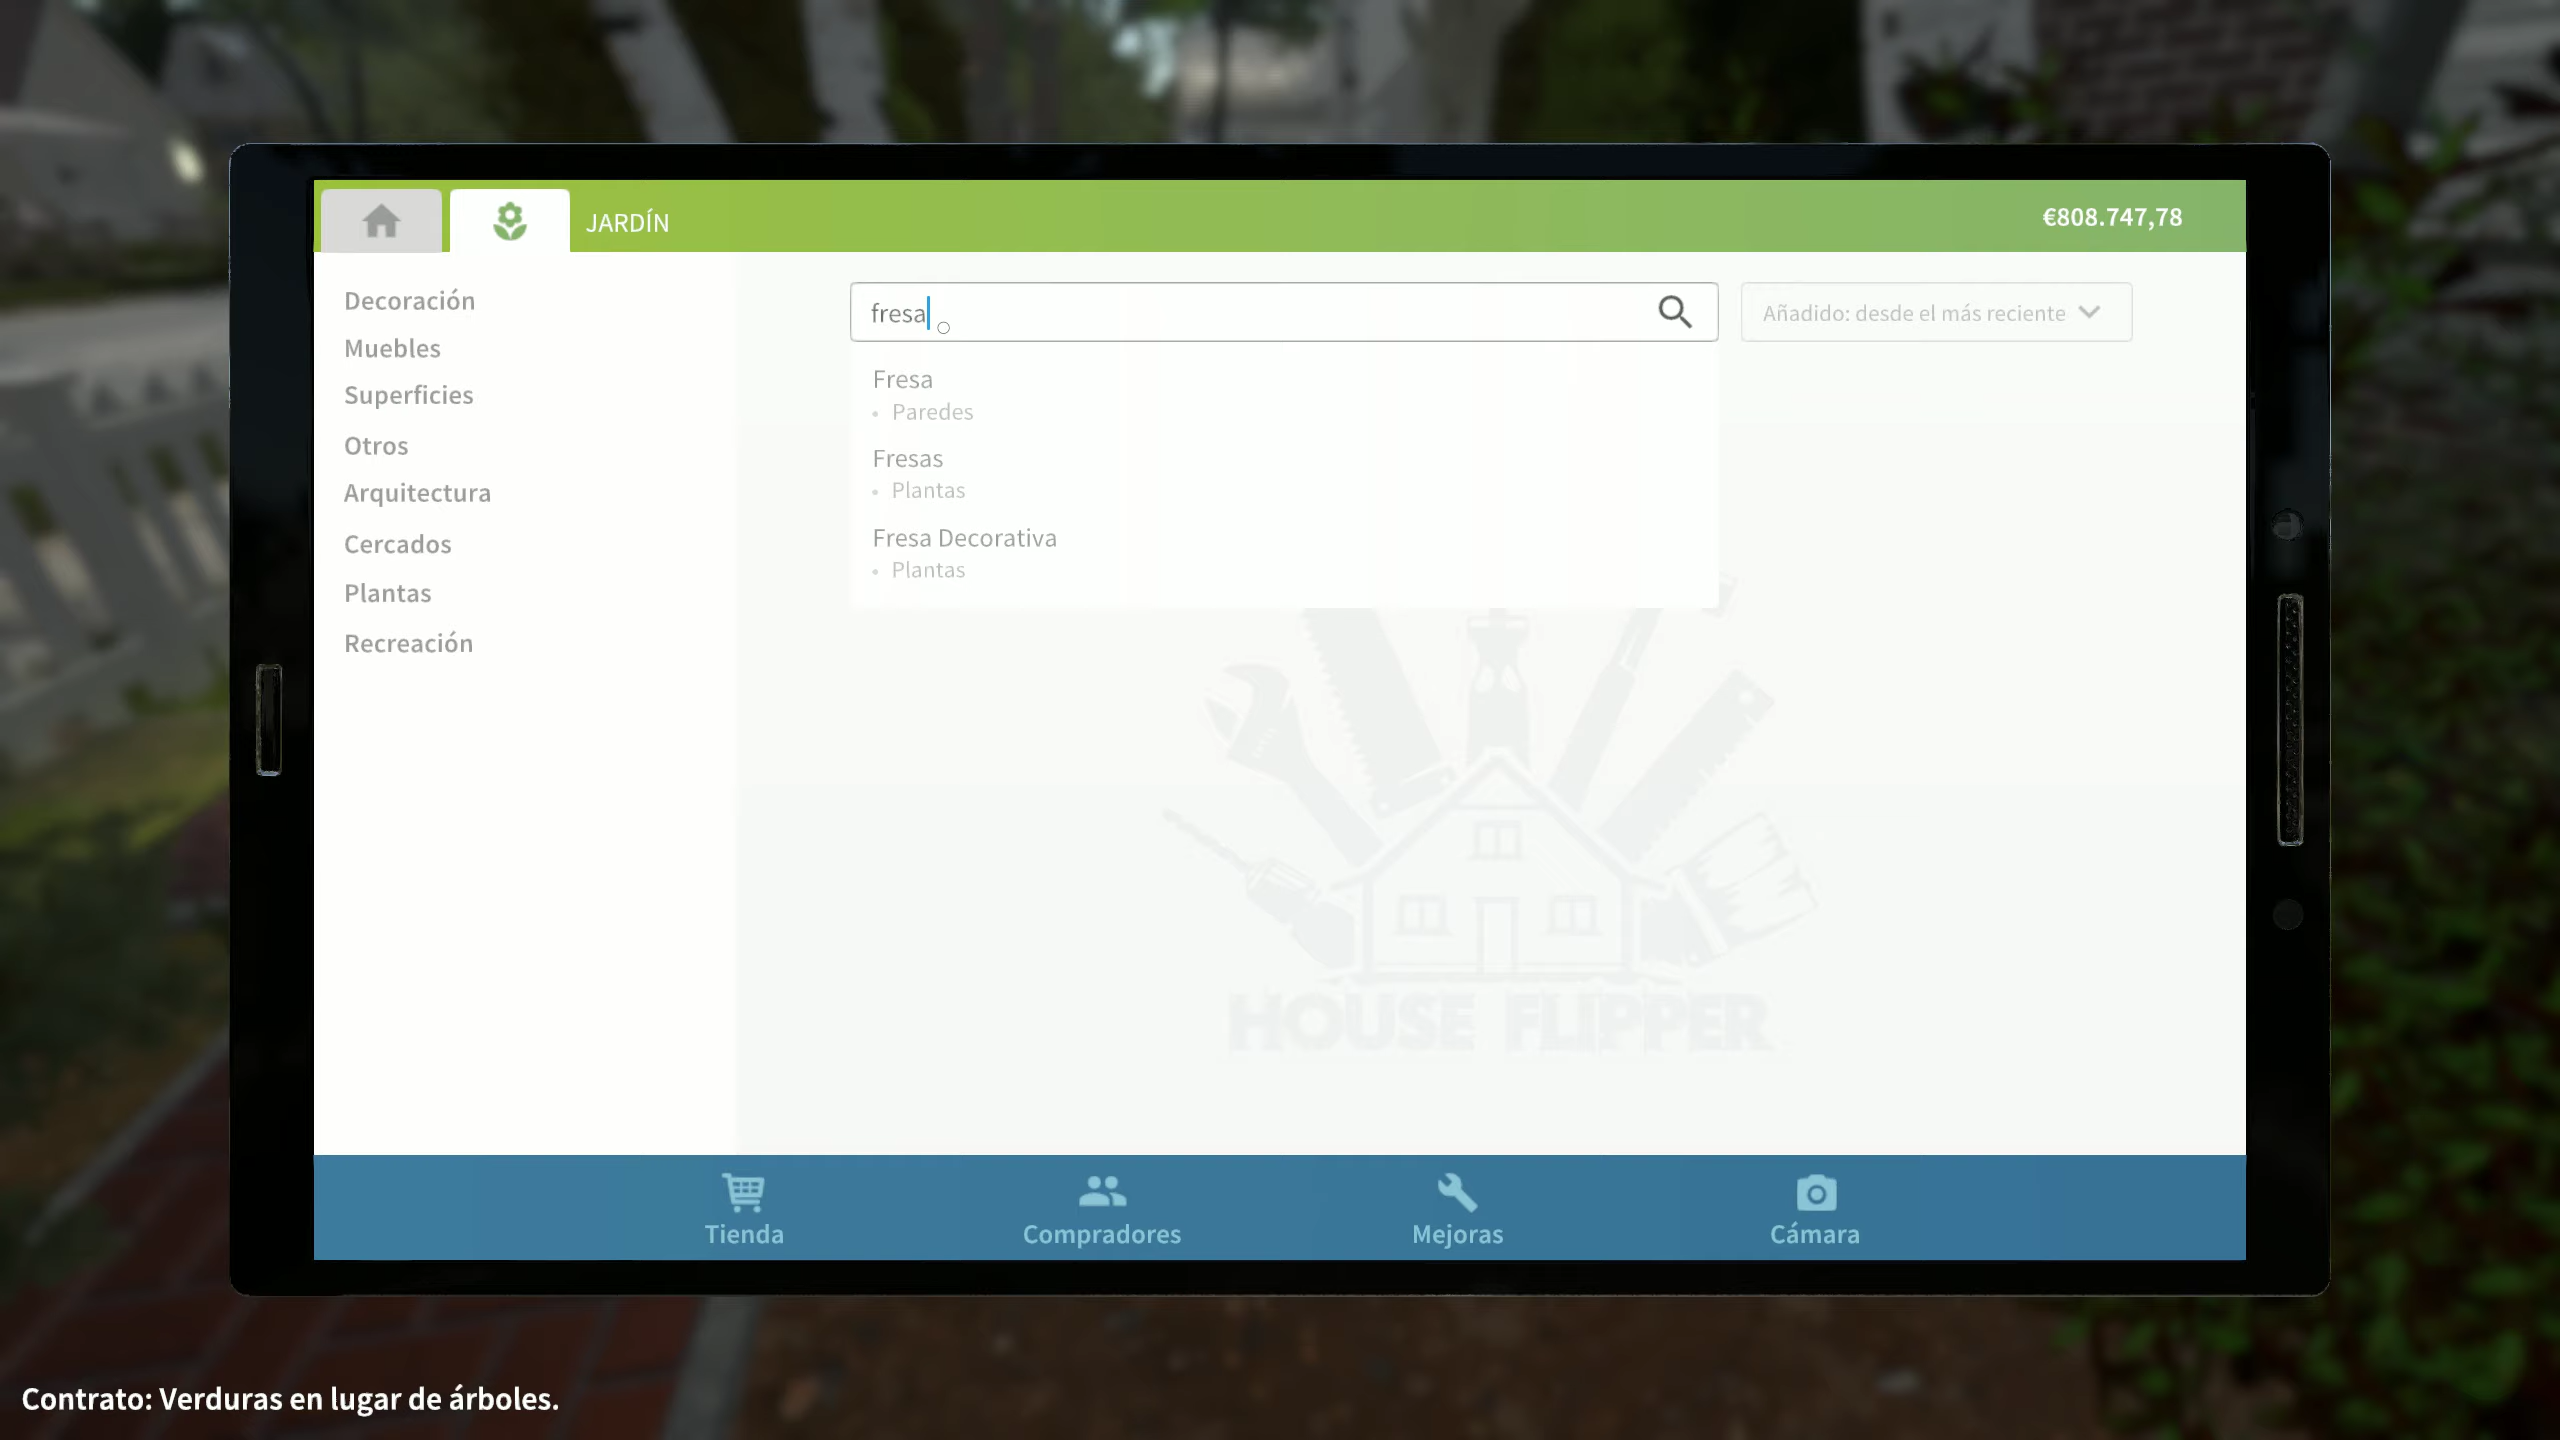 JARDÍN
€808.747,78
Decoración
Muebles
Superficies
Otros
Arquitectura
Cercados
Plantas
Recreación
fresa
Añadido: desde el más reciente
Fresa
• Paredes
Fresas
• Plantas
Fresa Decorativa
• Plantas
HOUSE FLIPPER
Tienda
Compradores
Mejoras
Cámara
Contrato: Verduras en lugar de árboles.